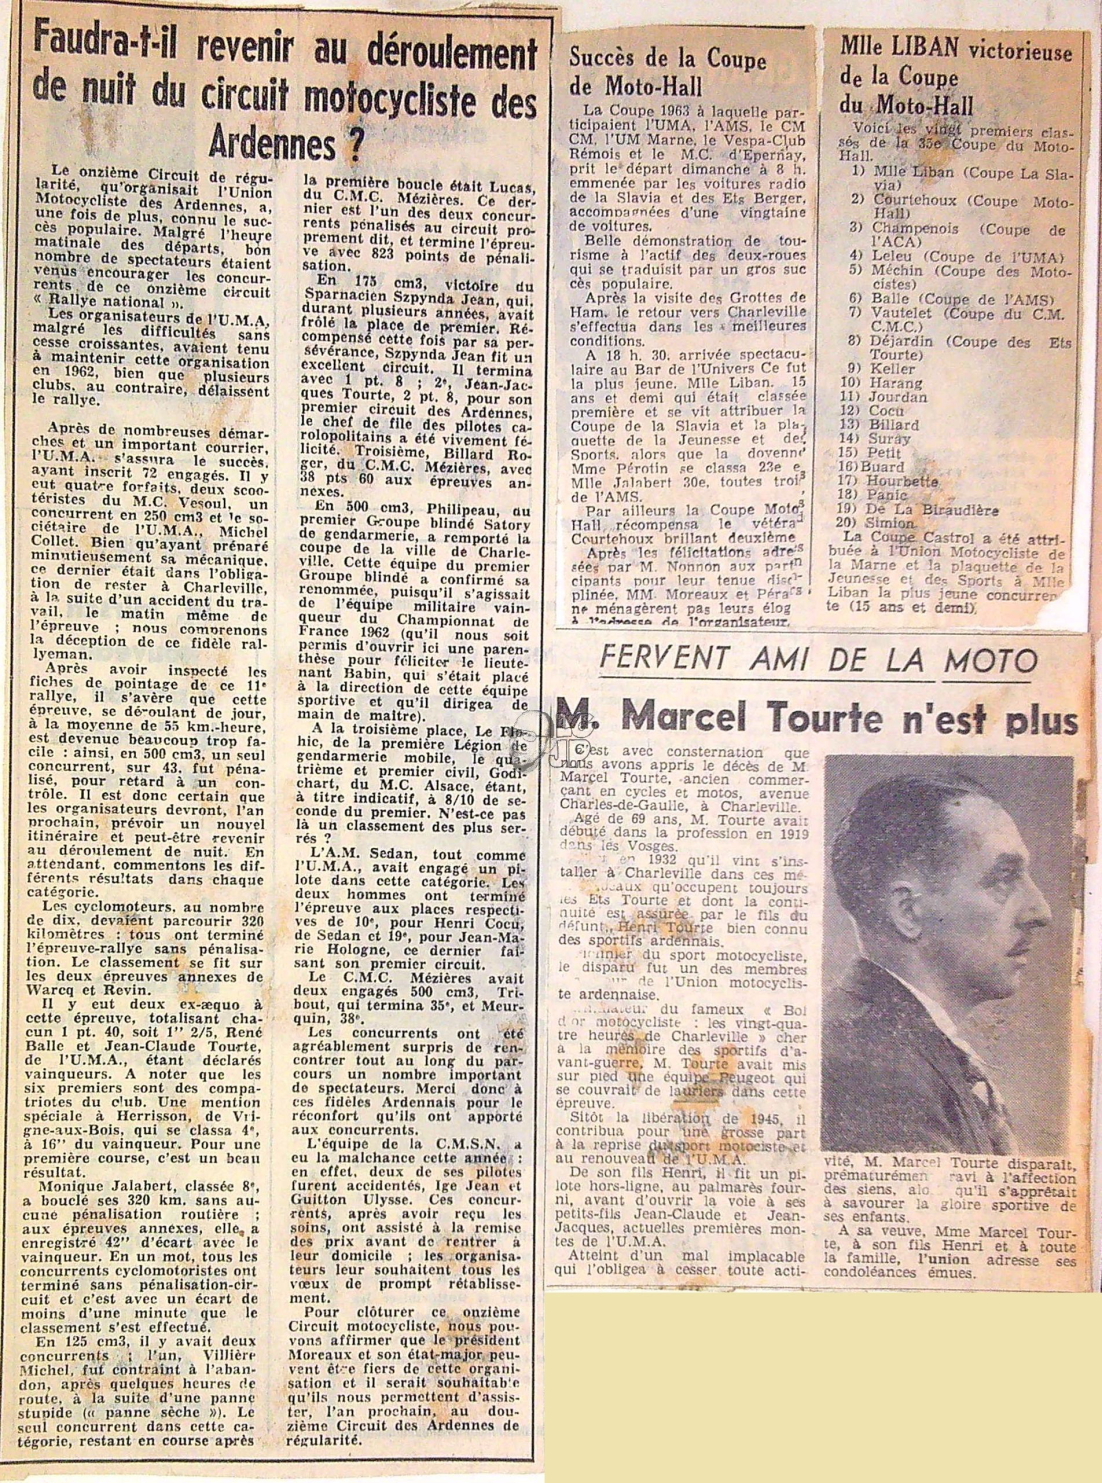 Faudra-t-il revenir au déroulement
de nuit du circuit motocycliste des
Ardennes ?
Le onzième Circuit de régu-
larité, qu'organisait l'Union
Motocycliste des Ardennes, a,
une fois de plus, connu le suc-
cès populaire. Malgré l'heure
matinale des départs, bon
nombre de spectateurs étaient
venus encourager les concur-
rents de ce onzième circuit
« Rallye national ».
Les organisateurs de l'U.M.A,
malgré les difficultés sans
cesse croissantes, avaient tenu
à maintenir cette organisation
en 1962, bien que plusieurs
clubs, au contraire, délaissent
le rallye.
Après de nombreuses démar-
ches et un important courrier,
l'U.M.A. s'assura le succès,
ayant inscrit 72 engagés. Il y
eut quatre forfaits, deux scoo-
téristes du M.C. Vesoul, un
concurrent en 250 cm3 et le so-
ciétaire de l'U.M.A., Michel
Collet. Bien qu'ayant préparé
minutieusement sa mécanique,
ce dernier était dans l'obliga-
tion de rester à Charleville,
à la suite d'un accident du tra-
vail, le matin même de
l'épreuve ; nous comprenons
la déception de ce fidèle ral-
lyeman.
Après avoir inspecté les
fiches de pointage de ce 11e
rallye, il s'avère que cette
épreuve, se déroulant de jour,
à la moyenne de 55 km.-heure,
est devenue beaucoup trop fa-
cile : ainsi, en 500 cm3, un seul
concurrent, sur 43, fut péna-
lisé, pour retard à un con-
trôle. Il est donc certain que
les organisateurs devront, l'an
prochain, prévoir un nouvel
itinéraire et peut-être revenir
au déroulement de nuit. En
attendant, commentons les dif-
férents résultats dans chaque
catégorie.
Les cyclomoteurs, au nombre
de dix, devaient parcourir 320
kilomètres : tous ont terminé
l'épreuve-rallye sans pénalisa-
tion. Le classement se fit sur
les deux épreuves annexes de
Warcq et Revin.
Il y eut deux ex-æquo à
cette épreuve, totalisant cha-
cun 1 pt. 40, soit 1" 2/5, René
Balle et Jean-Claude Tourte,
de l'U.M.A., étant déclarés
vainqueurs. A noter que les
six premiers sont des compa-
triotes du club. Une mention
spéciale à Herrisson, de Vri-
gne-aux-Bois, qui se classa 4e,
à 16" du vainqueur. Pour une
première course, c'est un beau
résultat.
Monique Jalabert, classée 8e,
a bouclé ses 320 km. sans au-
cune pénalisation routière ;
aux épreuves annexes, elle a
enregistré 42" d'écart avec le
vainqueur. En un mot, tous les
concurrents cyclomotoristes ont
terminé sans pénalisation-cir-
cuit et c'est avec un écart de
moins d'une minute que le
classement s'est effectué.
En 125 cm3, il y avait deux
concurrents : l'un, Villière
Michel, fut contraint à l'aban-
don, après quelques heures de
route, à la suite d'une panne
stupide (« panne sèche »). Le
seul concurrent dans cette ca-
tégorie, restant en course après
la première boucle était Lucas,
du C.M.C. Mézières. Ce der-
nier est l'un des deux concur-
rents pénalisés au circuit pro-
prement dit, et termine l'épreu-
ve avec 823 points de pénali-
sation.
En 175 cm3, victoire du
Sparnacien Szpynda Jean, qui,
durant plusieurs années, avait
frôlé la place de premier. Ré-
compensé cette fois par sa per-
sévérance, Szpynda Jean fit un
excellent circuit. Il termina
avec 1 pt. 8 ; 2e, Jean-Jac-
ques Tourte, 2 pt. 8, pour son
premier circuit des Ardennes,
le chef de file des pilotes ca-
rolopolitains a été vivement fé-
licité. Troisième, Billard Ro-
ger, du C.M.C. Mézières, avec
38 pts 60 aux épreuves an-
nexes.
En 500 cm3, Philipeau, du
premier Groupe blindé Satory
de gendarmerie, a remporté la
coupe de la ville de Charle-
ville. Cette équipe du premier
Groupe blindé a confirmé sa
renommée, puisqu'il s'agissait
de l'équipe militaire vain-
queur du Championnat de
France 1962 (qu'il nous soit
permis d'ouvrir ici une paren-
thèse pour féliciter le lieute-
nant Babin, qui s'était placé
à la direction de cette équipe
sportive et qu'il dirigea de
main de maître).
A la troisième place, Le Flo-
hic, de la première Légion de
gendarmerie mobile, le qua-
trième et premier civil, Godi-
chart, du M.C. Alsace, étant,
à titre indicatif, à 8/10 de se-
conde du premier. N'est-ce pas
là un classement des plus ser-
rés ?
L'A.M. Sedan, tout comme
l'U.M.A., avait engagé un pi-
lote dans cette catégorie. Les
deux hommes ont terminé
l'épreuve aux places respecti-
ves de 10e, pour Henri Cocu,
de Sedan et 19e, pour Jean-Ma-
rie Hologne, ce dernier fai-
sant son premier circuit.
Le C.M.C. Mézières avait
deux engagés 500 cm3, Tri-
bout, qui termina 35e, et Meur-
quin, 38e.
Les concurrents ont été
agréablement surpris de ren-
contrer tout au long du par-
cours un nombre important
de spectateurs. Merci donc à
ces fidèles Ardennais pour le
réconfort qu'ils ont apporté
aux concurrents.
L'équipe de la C.M.S.N. a
eu la malchance cette année ;
en effet, deux de ses pilotes
furent accidentés, Ige Jean et
Guitton Ulysse. Ces concur-
rents, après avoir reçu les
soins, ont assisté à la remise
des prix avant de rentrer à
leur domicile ; les organisa-
teurs leur souhaitent tous les
vœux de prompt rétablisse-
ment.
Pour clôturer ce onzième
Circuit motocycliste, nous pou-
vons affirmer que le président
Moreaux et son état-major peu-
vent être fiers de cette organi-
sation et il serait souhaitable
qu'ils nous permettent d'assis-
ter, l'an prochain, au dou-
zième Circuit des Ardennes de
régularité.
Succès de la Coupe
de Moto-Hall
La Coupe 1963 à laquelle par-
ticipaient l'UMA, l'AMS, le CM
CM, l'UM Marne, le Vespa-Club
Rémois et le M.C. d'Epernay,
prit le départ dimanche à 8 h.
emmenée par les voitures radio
de la Slavia et des Ets Berger,
accompagnées d'une vingtaine
de voitures.
Belle démonstration de tou-
risme à l'actif des deux-roues
qui se traduisit par un gros suc
cès populaire.
Après la visite des Grottes de
Ham, le retour vers Charleville
s'effectua dans les meilleures
conditions.
A 18 h. 30, arrivée spectacu-
laire au Bar de l'Univers Ce fut
la plus jeune, Mlle Liban, 15
ans et demi qui était classée
première et se vit attribuer la
Coupe de la Slavia et la pla-
quette de la Jeunesse et des
Sports, alors que la doyenne
Mme Pérotin se classa 23e e
Mlle Jalabert 30e, toutes trois
de l'AMS.
Par ailleurs la Coupe Moto
Hall, récompensa le vétéra
Courtehoux brillant deuxième
Après les félicitations adres
sées par M. Nonnon aux part
cipants pour leur tenue disc
plinée, MM. Moreaux et Péra
ne ménagèrent pas leurs élog
à l'adresse de l'organisateur.
Mlle LIBAN victorieuse
de la Coupe
du Moto-Hall
Voici les vingt premiers clas-
sés de la 35e Coupe du Moto-
Hall.
1) Mlle Liban (Coupe La Sla-
via)
2) Courtehoux (Coupe Moto-
Hall)
3) Champenois (Coupe de
l'ACA)
4) Leleu (Coupe de l'UMA)
5) Méchin (Coupe des Moto-
cistes)
6) Balle (Coupe de l'AMS)
7) Vautelet (Coupe du C.M.
C.M.C.)
8) Déjardin (Coupe des Ets
Tourte)
9) Keller
10) Harang
11) Jourdan
12) Cocu
13) Billard
14) Suray
15) Petit
16) Buard
17) Hourbette
18) Panic
19) De La Biraudière
20) Simion
La Coupe Castrol a été attri-
buée à l'Union Motocycliste de
la Marne et la plaquette de la
Jeunesse et des Sports à Mlle
Liban la plus jeune concurren
te (15 ans et demi).
FERVENT AMI DE LA MOTO
M. Marcel Tourte n'est plus
C'est avec consternation que
nous avons appris le décès de M.
Marcel Tourte, ancien commer-
çant en cycles et motos, avenue
Charles-de-Gaulle, à Charleville.
Agé de 69 ans, M. Tourte avait
débuté dans la profession en 1919
dans les Vosges.
en 1932 qu'il vint s'ins-
taller à Charleville dans ces mê-
qu'occupent toujours
les Ets Tourte et dont la conti-
nuité est assurée par le fils du
défunt, Henri Tourte bien connu
des sportifs ardennais.
du sport motocycliste,
le disparu fut un des membres
de l'Union motocyclis-
te ardennaise.
du fameux « Bol
d'or motocycliste : les vingt-qua-
tre heures de Charleville » cher
à la mémoire des sportifs d'a-
vant-guerre, M. Tourte avait mis
sur pied une équipe Peugeot qui
se couvrait de lauriers dans cette
épreuve.
Sitôt la libération de 1945, il
contribua pour une grosse part
à la reprise du sport motociste et
au renouveau de l'U.M.A.
De son fils Henri, il fit un pi-
lote hors-ligne, au palmarès four-
ni, avant d'ouvrir la voie à ses
petits-fils Jean-Claude et Jean-
Jacques, actuelles premières mon-
tes de l'U.M.A.
Atteint d'un mal implacable
qui l'obligea à cesser toute acti-
vité, M. Marcel Tourte disparaît,
prématurémen ravi à l'affection
des siens, alo qu'il s'apprêtait
à savourer la gloire sportive de
ses enfants.
A sa veuve, Mme Marcel Tour-
te, à son fils Henri et à toute
la famille, l'union adresse ses
condoléances émues.